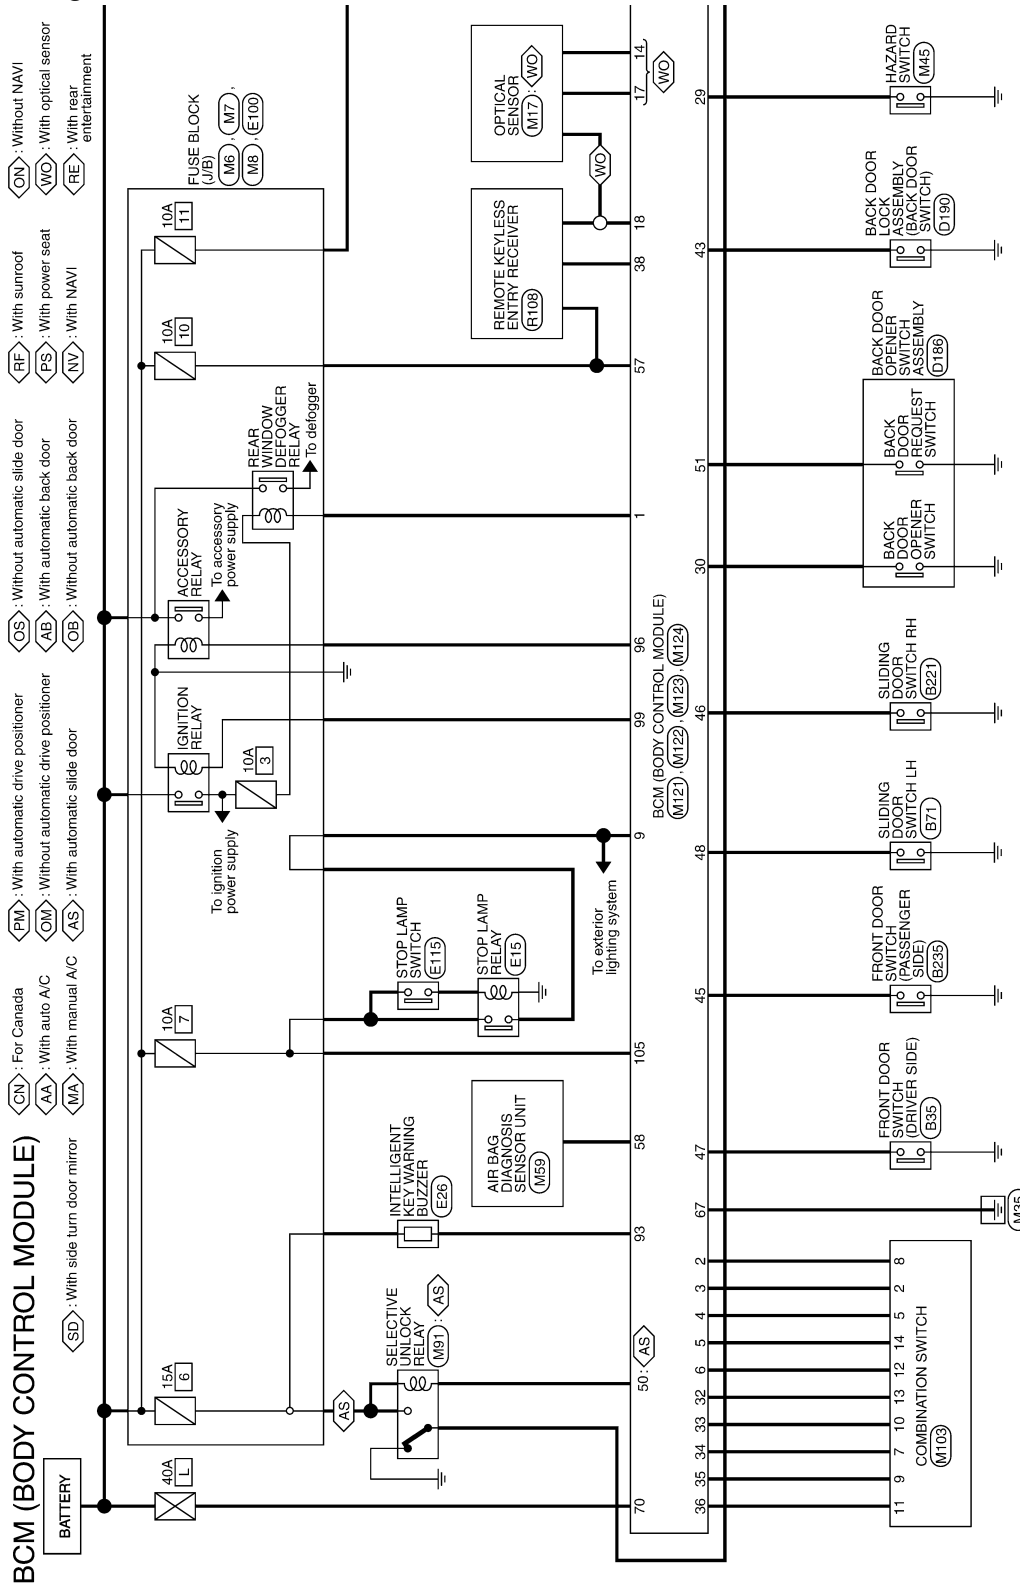 BCM (BODY CONTROL MODULE)
SD : With side turn door mirror
CN : For Canada
AA : With auto A/C
MA : With manual A/C
PM : With automatic drive positioner
OM : Without automatic drive positioner
AS : With automatic slide door
OS : Without automatic slide door
AB : With automatic back door
OB : Without automatic back door
RF : With sunroof
PS : With power seat
NV : With NAVI
ON : Without NAVI
WO : With optical sensor
RE : With rear
entertainment
BATTERY
40A
L
15A
6
10A
7
10A
3
10A
10
10A
11
FUSE BLOCK
(J/B)
M6 , M7 ,
M8 , E100
IGNITION
RELAY
To ignition
power supply
ACCESSORY
RELAY
To accessory
power supply
REAR
WINDOW
DEFOGGER
RELAY
To defogger
AS
SELECTIVE
UNLOCK
RELAY
M91 : AS
INTELLIGENT
KEY WARNING
BUZZER
E26
AIR BAG
DIAGNOSIS
SENSOR UNIT
M59
STOP LAMP
SWITCH
E115
STOP LAMP
RELAY
E15
To exterior
lighting system
REMOTE KEYLESS
ENTRY RECEIVER
R108
OPTICAL
SENSOR
M17 : WO
WO
WO
70
50 : AS
93
58
105
9
99
96
1
57
38
18
17
14
BCM (BODY CONTROL MODULE)
M121 , M122 , M123 , M124
36
35
34
33
32
6
5
4
3
2
67
47
45
48
46
30
51
43
29
11
9
7
10
13
12
14
5
2
8
COMBINATION SWITCH
M103
M35
FRONT DOOR
SWITCH
(DRIVER SIDE)
B35
FRONT DOOR
SWITCH
(PASSENGER
SIDE)
B235
SLIDING
DOOR
SWITCH LH
B71
SLIDING
DOOR
SWITCH RH
B221
BACK
DOOR
OPENER
SWITCH
BACK
DOOR
REQUEST
SWITCH
BACK DOOR
OPENER
SWITCH
ASSEMBLY
D186
BACK DOOR
LOCK
ASSEMBLY
(BACK DOOR
SWITCH)
D190
HAZARD
SWITCH
M45